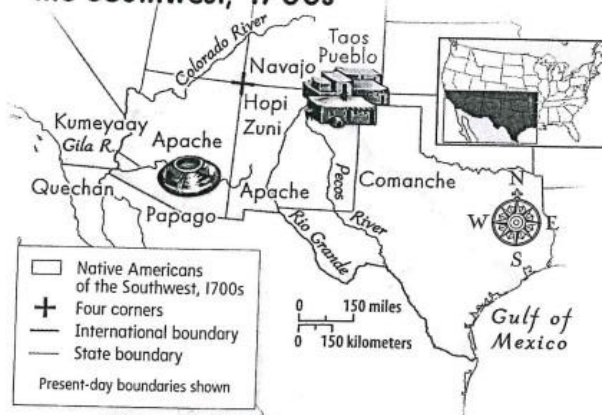 the Southwest, 1700s
Colorado River
Taos
Pueblo
Navajo
Hopi
Zuni
Kumeyaay
Gila R.
Apache
Quechan
Apache
Papago
Pecos
River
Comanche
Rio Grande
N
W
E
S
Native Americans
of the Southwest, 1700s
Four corners
International boundary
State boundary
Present-day boundaries shown
0 150 miles
0 150 kilometers
Gulf of
Mexico